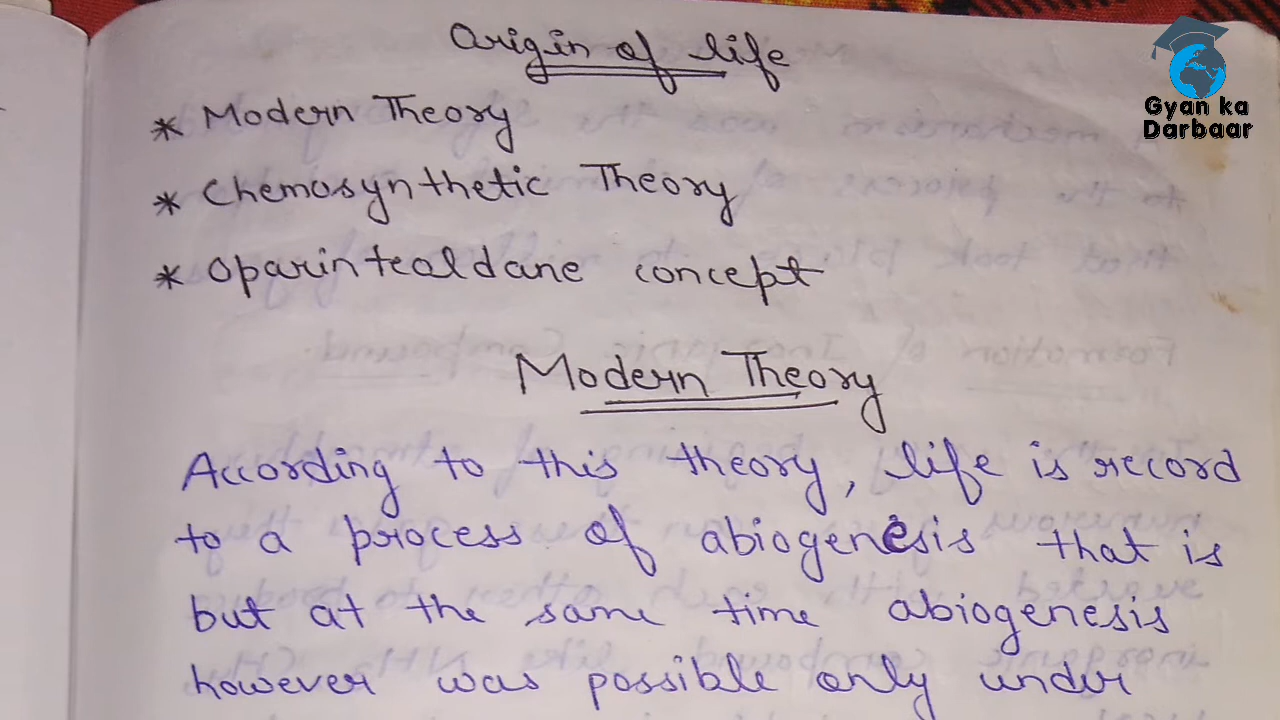 Origin of life
Gyan ka
Darbaar
* Modern Theory
* Chemosynthetic Theory
* Oparintealdane concept
Modern Theory
According to this theory, life is record
to a process of abiogenesis that is
but at the same time abiogenesis
however was possible only under